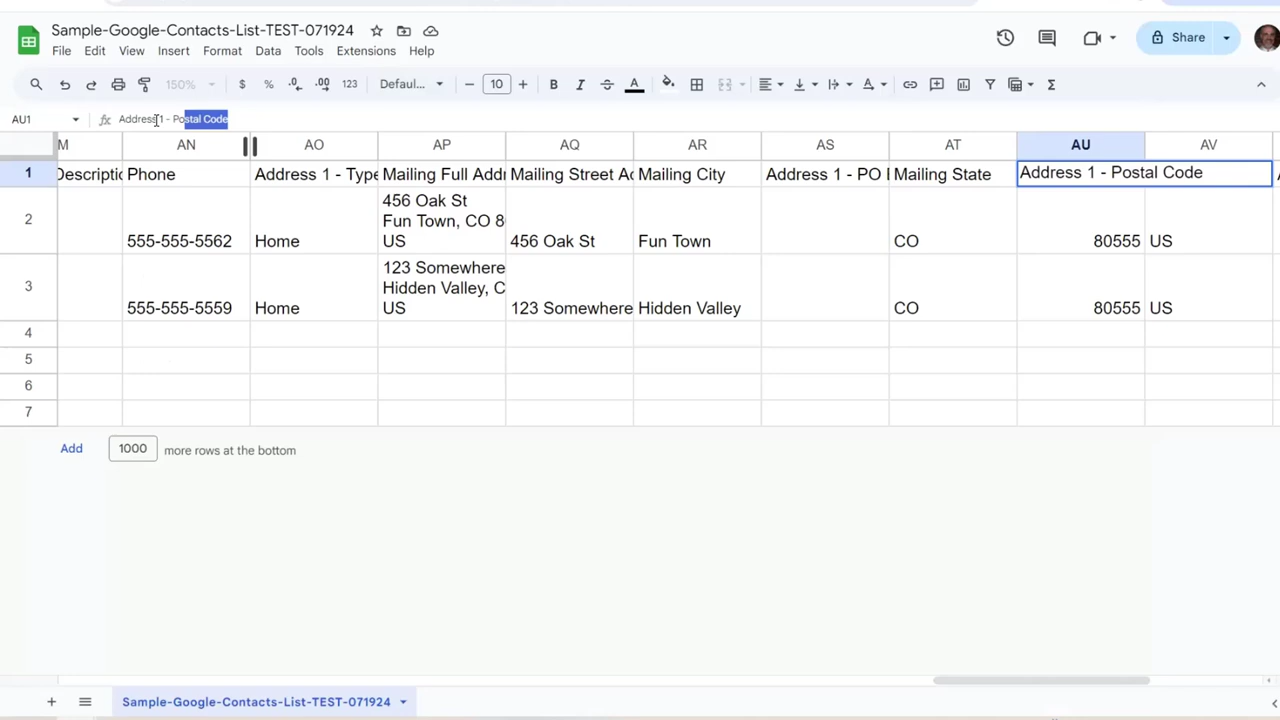 Sample-Google-Contacts-List-TEST-071924
Share
File Edit View Insert Format Data Tools Extensions Help
150% $ % .0 .00 123 Defaul... 10 B I A Σ
AU1 fx Address 1 - Postal Code
M AN AO AP AQ AR AS AT AU AV
1 Descriptic Phone Address 1 - Type Mailing Full Addr Mailing Street Ad Mailing City Address 1 - PO Mailing State Address 1 - Postal Code
456 Oak St
2 Fun Town, CO 8
555-555-5562 Home US 456 Oak St Fun Town CO 80555 US
123 Somewhere
3 Hidden Valley, C
555-555-5559 Home US 123 Somewhere Hidden Valley CO 80555 US
4
5
6
7
Add 1000 more rows at the bottom
+ Sample-Google-Contacts-List-TEST-071924